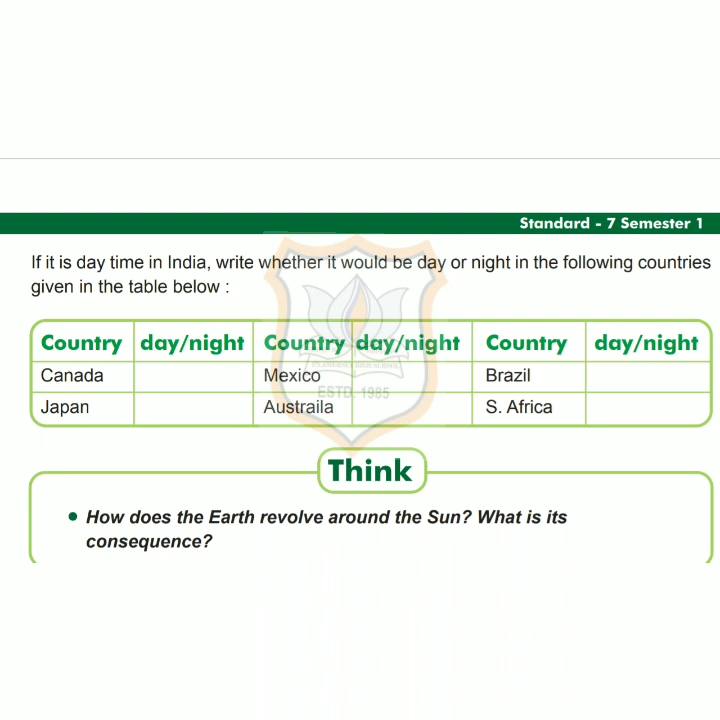 Standard - 7 Semester 1
If it is day time in India, write whether it would be day or night in the following countries
given in the table below :
Country day/night Country day/night Country day/night
Canada Mexico Brazil
ESTD. 1985
Japan Austraila S. Africa
Think
• How does the Earth revolve around the Sun? What is its
consequence?